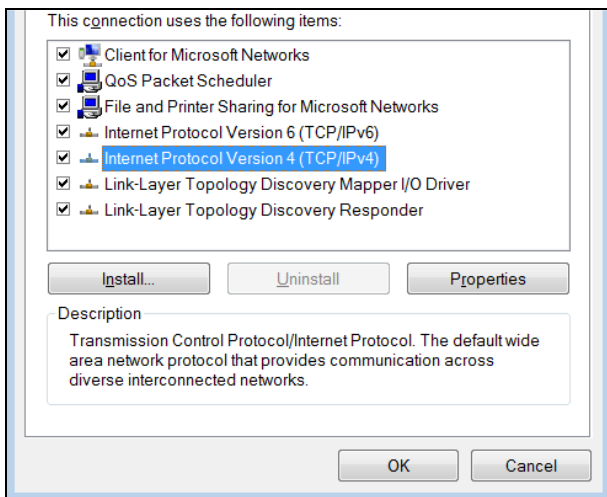 This connection uses the following items:
Client for Microsoft Networks
QoS Packet Scheduler
File and Printer Sharing for Microsoft Networks
Internet Protocol Version 6 (TCP/IPv6)
Internet Protocol Version 4 (TCP/IPv4)
Link-Layer Topology Discovery Mapper I/O Driver
Link-Layer Topology Discovery Responder
Install... Uninstall Properties
Description
Transmission Control Protocol/Internet Protocol. The default wide
area network protocol that provides communication across
diverse interconnected networks.
OK Cancel